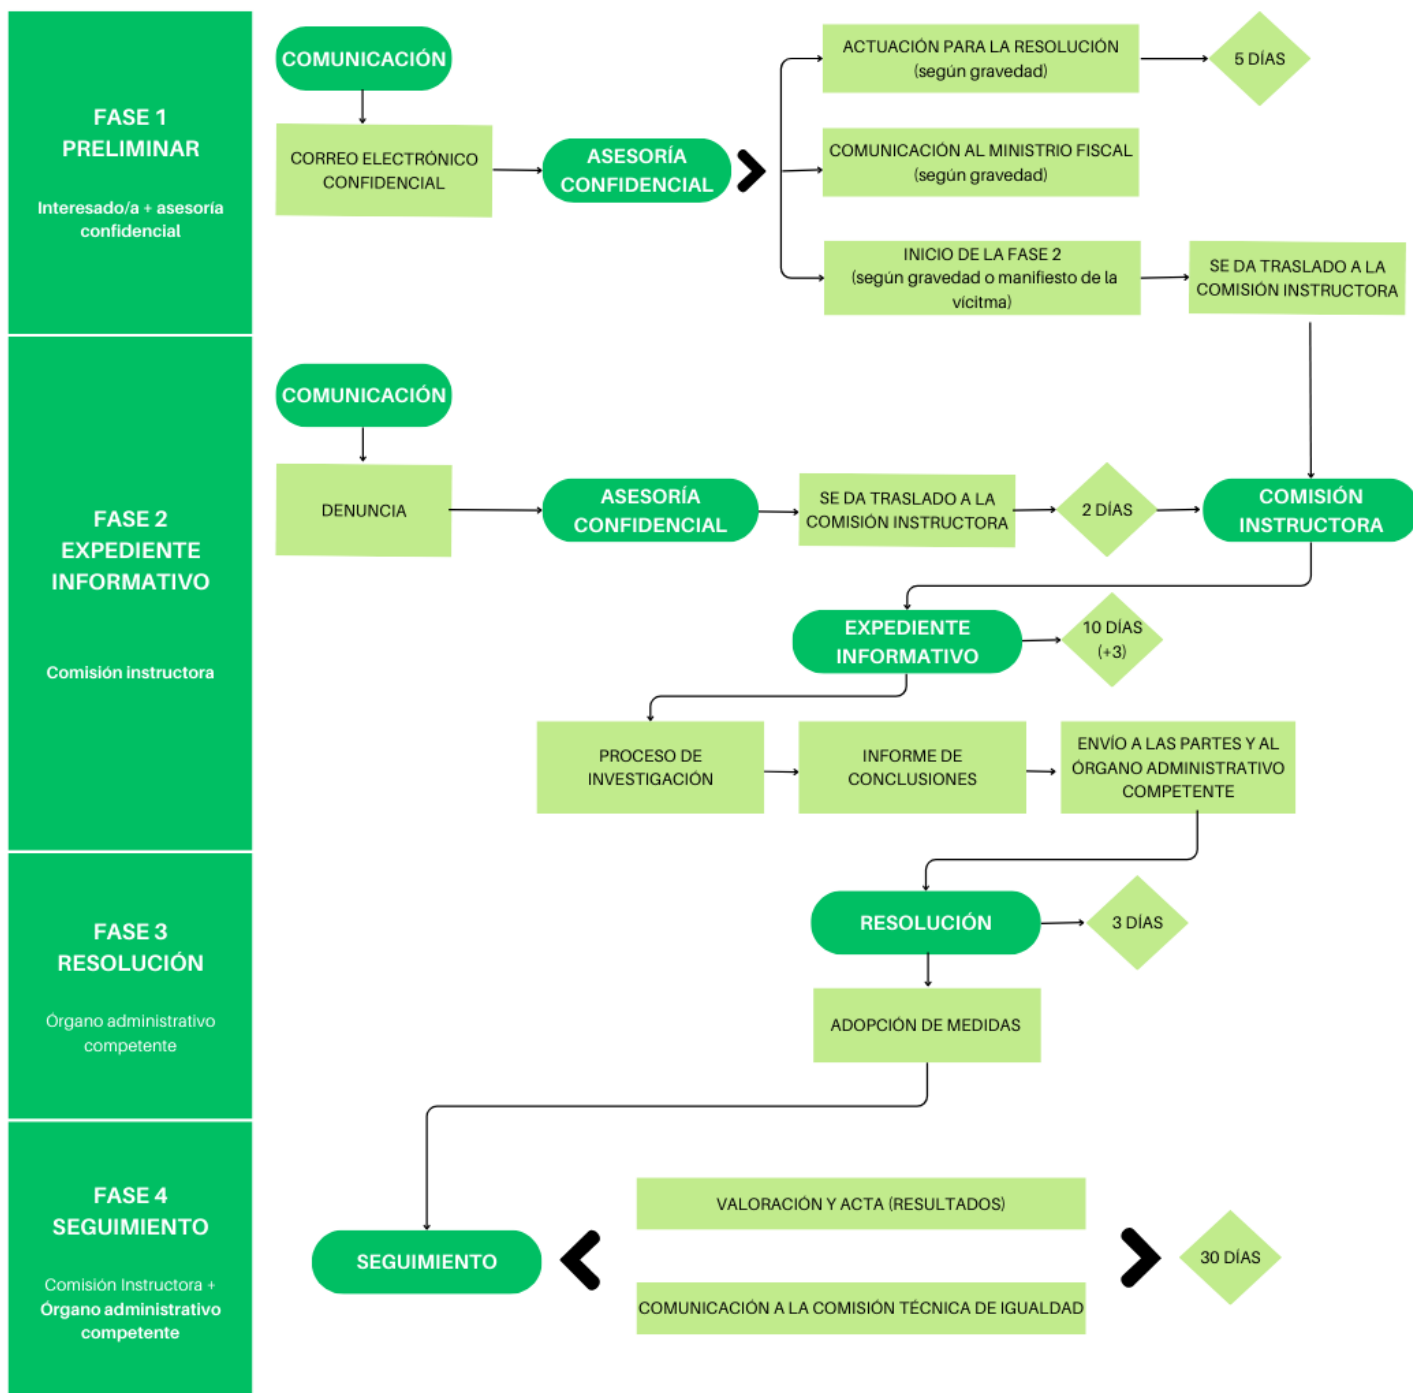 FASE 1
PRELIMINAR
Interesado/a + asesoría
confidencial
COMUNICACIÓN
CORREO ELECTRÓNICO
CONFIDENCIAL
ASESORÍA
CONFIDENCIAL
ACTUACIÓN PARA LA RESOLUCIÓN
(según gravedad)
5 DÍAS
COMUNICACIÓN AL MINISTRIO FISCAL
(según gravedad)
INICIO DE LA FASE 2
(según gravedad o manifiesto de la
vícitma)
SE DA TRASLADO A LA
COMISIÓN INSTRUCTORA
FASE 2
EXPEDIENTE
INFORMATIVO
Comisión instructora
COMUNICACIÓN
DENUNCIA
ASESORÍA
CONFIDENCIAL
SE DA TRASLADO A LA
COMISIÓN INSTRUCTORA
2 DÍAS
COMISIÓN
INSTRUCTORA
EXPEDIENTE
INFORMATIVO
10 DÍAS
(+3)
PROCESO DE
INVESTIGACIÓN
INFORME DE
CONCLUSIONES
ENVÍO A LAS PARTES Y AL
ÓRGANO ADMINISTRATIVO
COMPETENTE
FASE 3
RESOLUCIÓN
Órgano administrativo
competente
RESOLUCIÓN
3 DÍAS
ADOPCIÓN DE MEDIDAS
FASE 4
SEGUIMIENTO
Comisión Instructora +
Órgano administrativo
competente
SEGUIMIENTO
VALORACIÓN Y ACTA (RESULTADOS)
COMUNICACIÓN A LA COMISIÓN TÉCNICA DE IGUALDAD
30 DÍAS